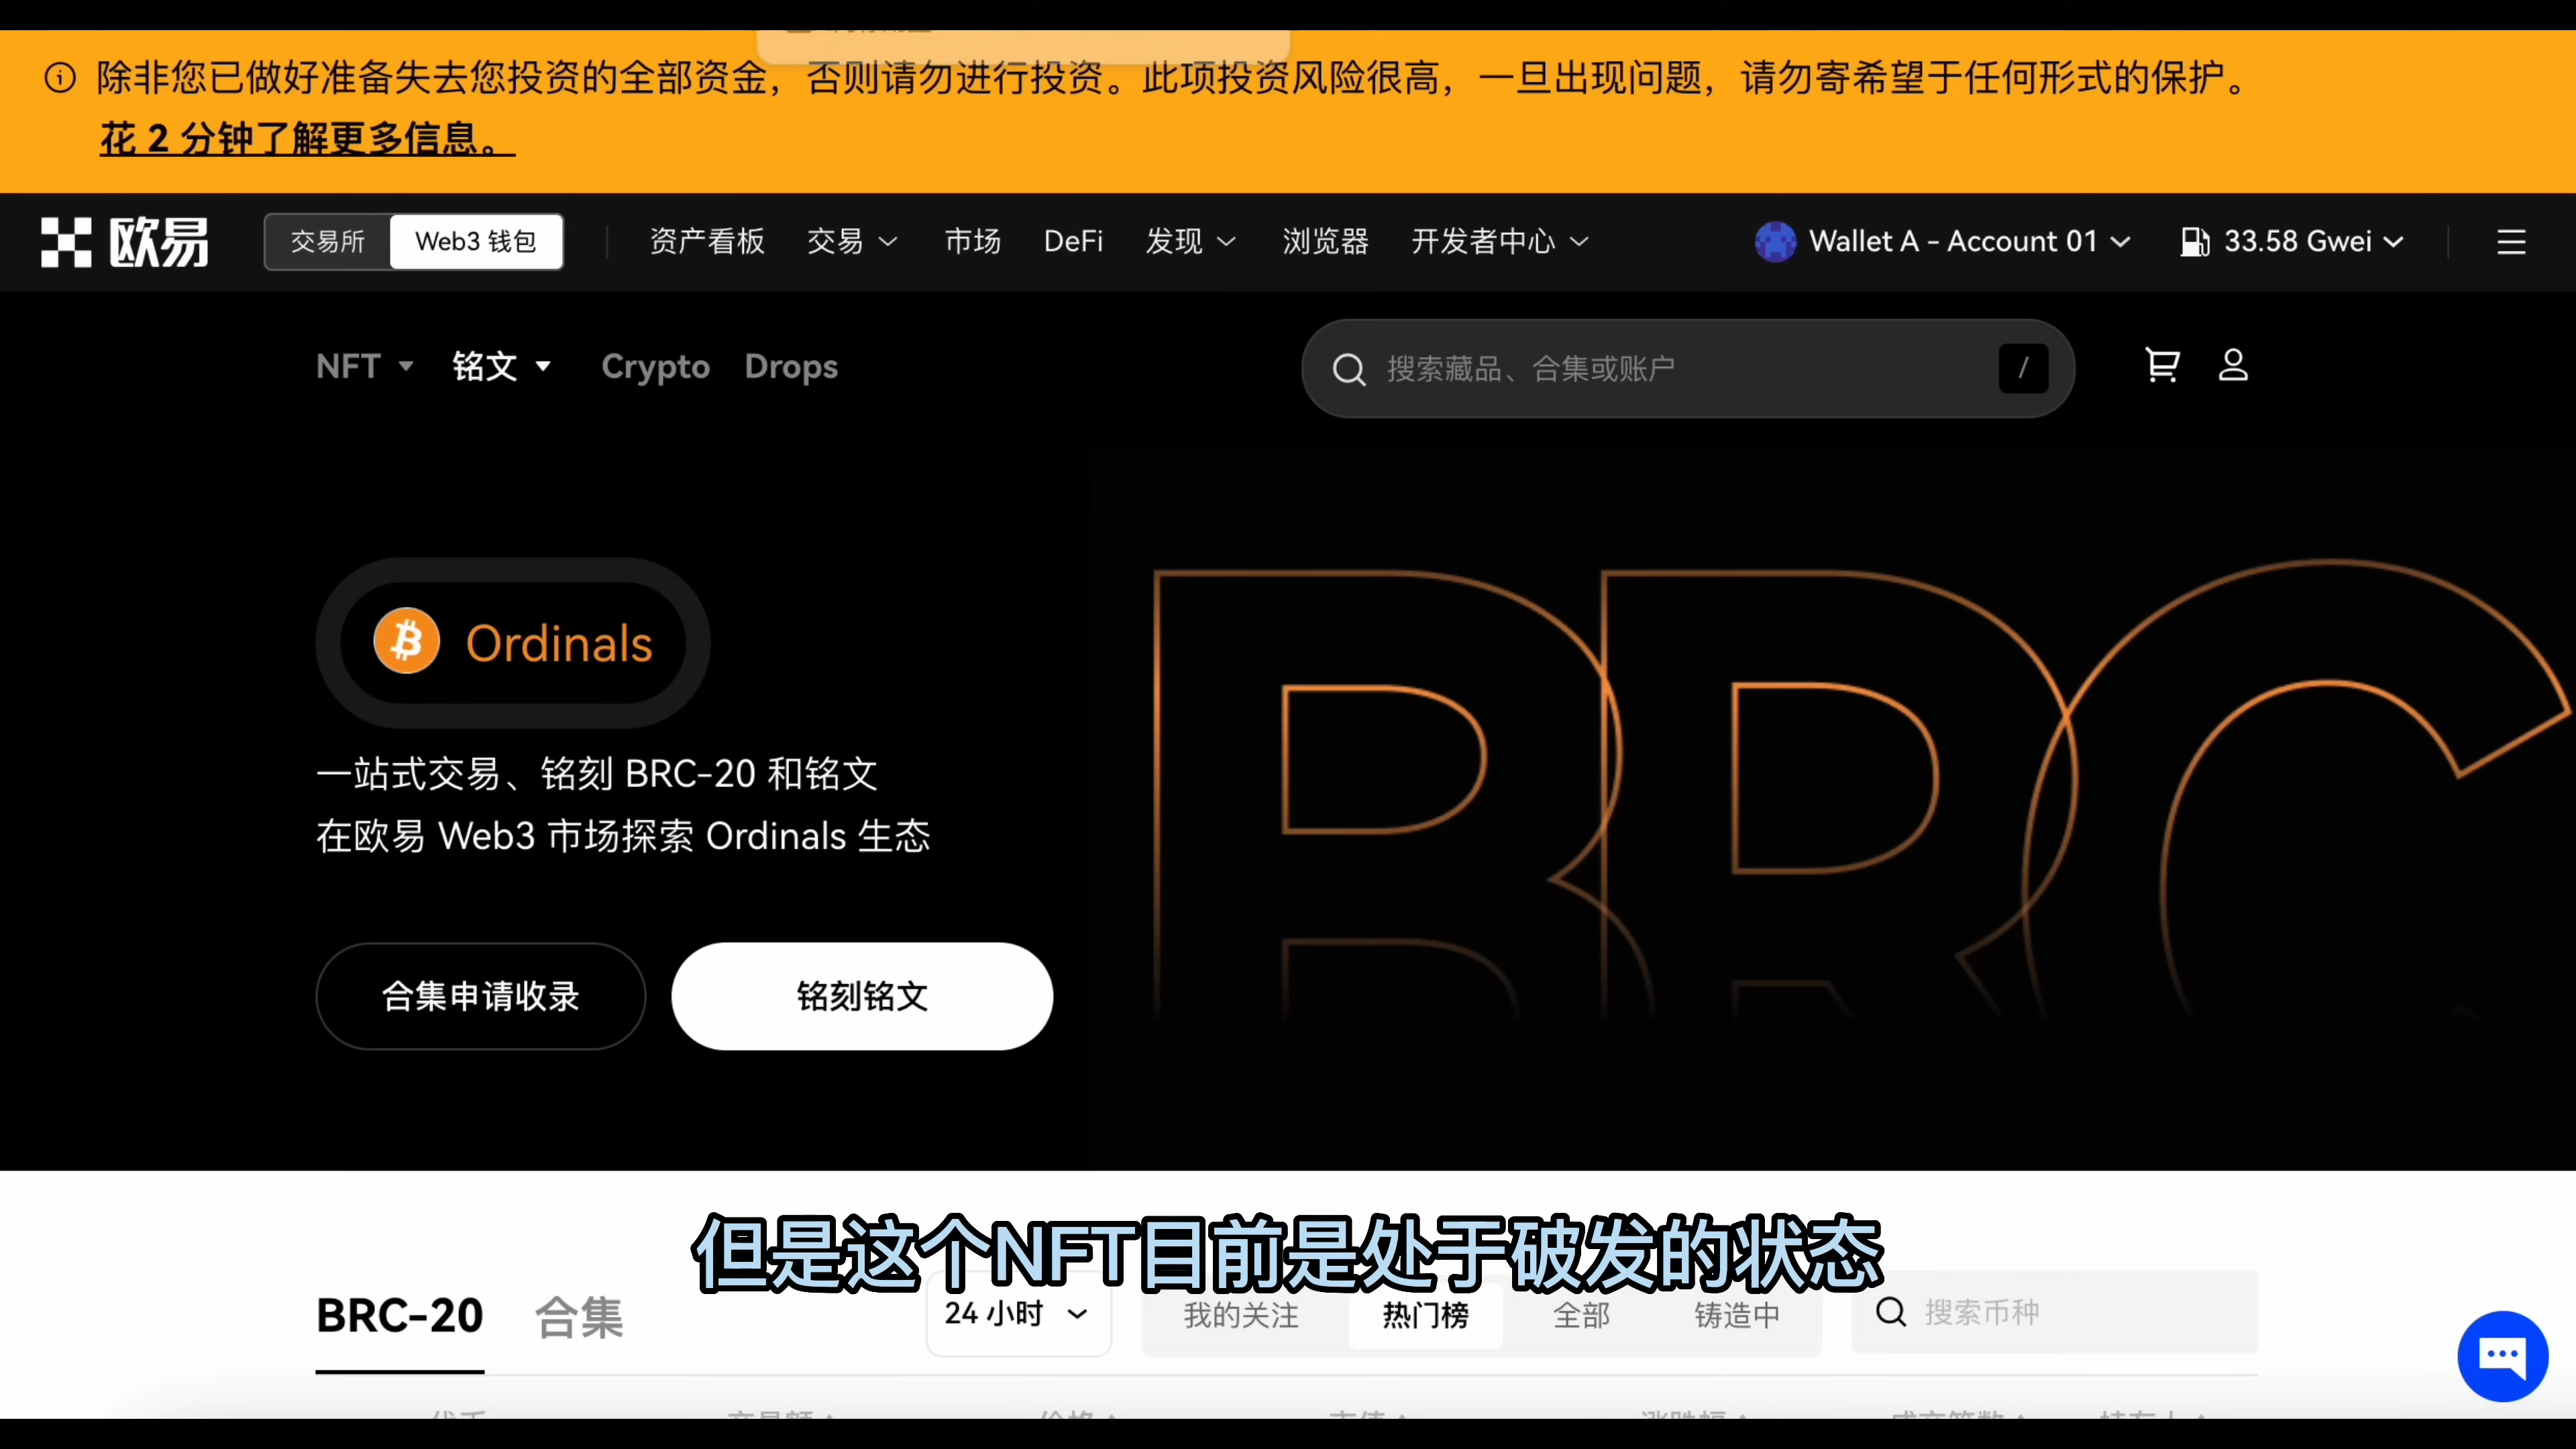 除非您已做好准备失去您投资的全部资金，否则请勿进行投资。此项投资风险很高，一旦出现问题，请勿寄希望于任何形式的保护。
花 2 分钟了解更多信息。
欧易 交易所 Web3 钱包 资产看板 交易 市场 DeFi 发现 浏览器 开发者中心 Wallet A - Account 01 33.58 Gwei
NFT 铭文 Crypto Drops 搜索藏品、合集或账户 /
Ordinals
BRC
一站式交易、铭刻 BRC-20 和铭文
在欧易 Web3 市场探索 Ordinals 生态
合集申请收录 铭刻铭文
但是这个NFT目前是处于破发的状态
BRC-20 合集 24 小时 我的关注 热门榜 全部 铸造中 搜索币种